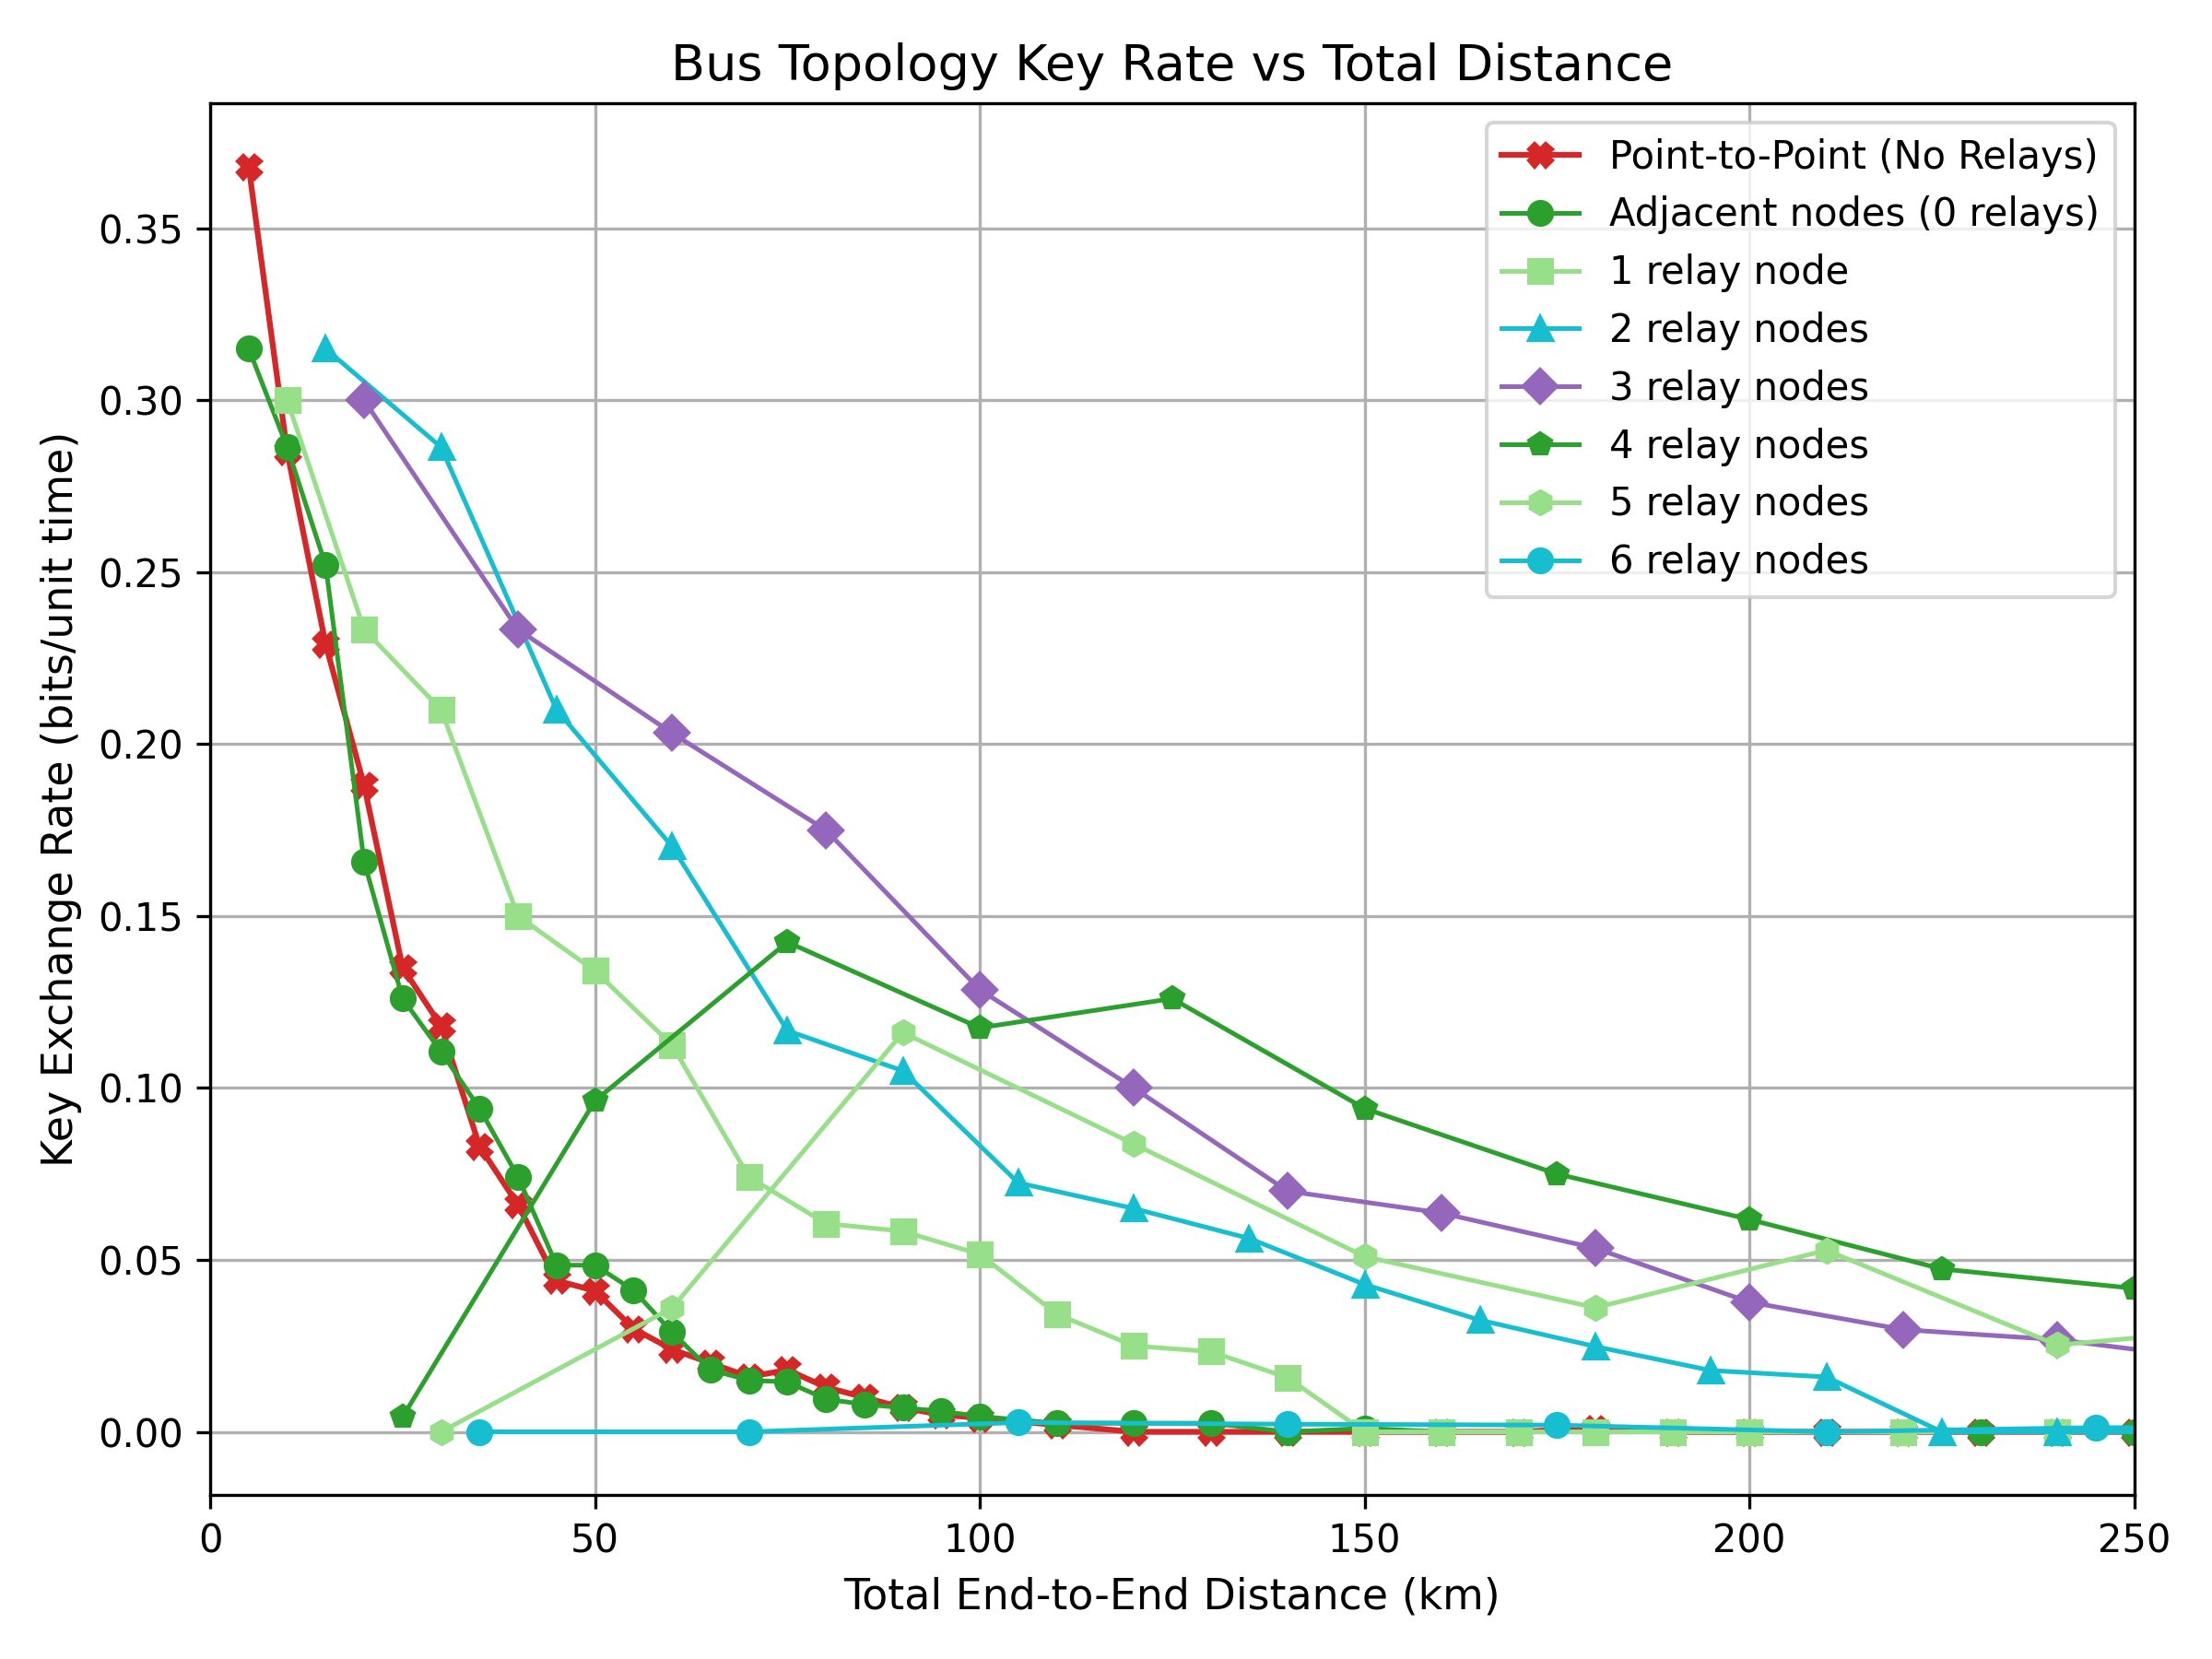 Bus Topology Key Rate vs Total Distance
Key Exchange Rate (bits/unit time)
0.35
0.30
0.25
0.20
0.15
0.10
0.05
0.00
Point-to-Point (No Relays)
Adjacent nodes (0 relays)
1 relay node
2 relay nodes
3 relay nodes
4 relay nodes
5 relay nodes
6 relay nodes
0 50 100 150 200 250
Total End-to-End Distance (km)